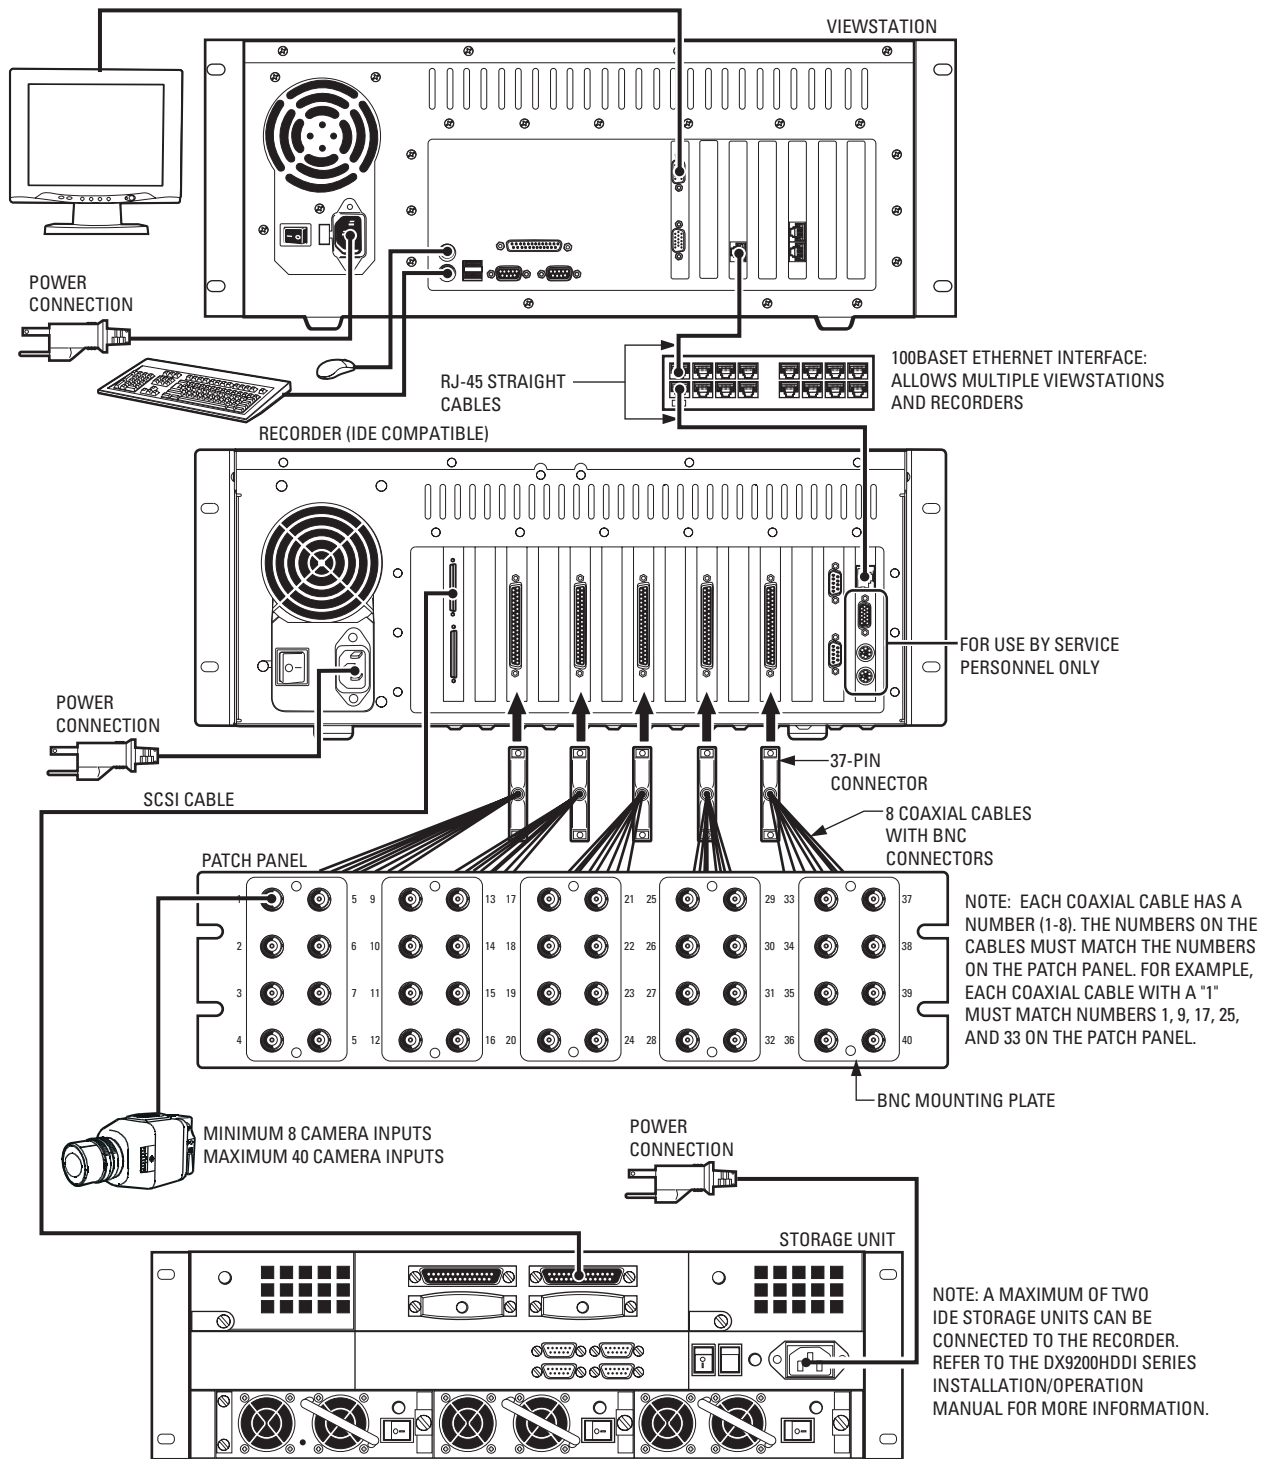 VIEWSTATION
POWER
CONNECTION
RJ-45 STRAIGHT
CABLES
100BASET ETHERNET INTERFACE:
ALLOWS MULTIPLE VIEWSTATIONS
AND RECORDERS
RECORDER (IDE COMPATIBLE)
FOR USE BY SERVICE
PERSONNEL ONLY
POWER
CONNECTION
37-PIN
CONNECTOR
SCSI CABLE
8 COAXIAL CABLES
WITH BNC
CONNECTORS
PATCH PANEL
1 5 9 13 17 21 25 29 33 37
2 6 10 14 18 22 26 30 34 38
3 7 11 15 19 23 27 31 35 39
4 5 12 16 20 24 28 32 36 40
NOTE: EACH COAXIAL CABLE HAS A
NUMBER (1-8). THE NUMBERS ON THE
CABLES MUST MATCH THE NUMBERS
ON THE PATCH PANEL. FOR EXAMPLE,
EACH COAXIAL CABLE WITH A "1"
MUST MATCH NUMBERS 1, 9, 17, 25,
AND 33 ON THE PATCH PANEL.
BNC MOUNTING PLATE
MINIMUM 8 CAMERA INPUTS
MAXIMUM 40 CAMERA INPUTS
POWER
CONNECTION
STORAGE UNIT
NOTE: A MAXIMUM OF TWO
IDE STORAGE UNITS CAN BE
CONNECTED TO THE RECORDER.
REFER TO THE DX9200HDDI SERIES
INSTALLATION/OPERATION
MANUAL FOR MORE INFORMATION.